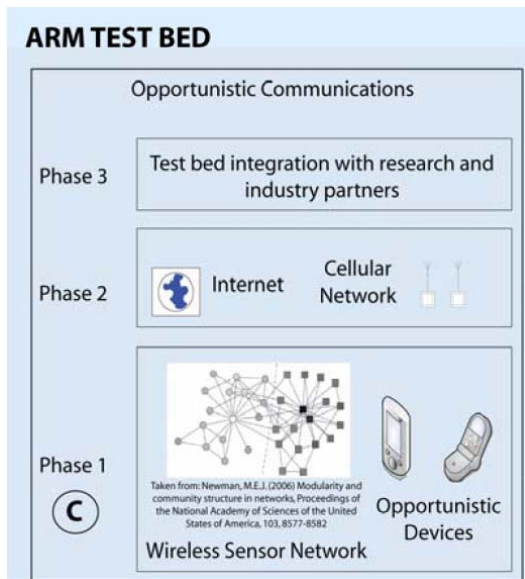 ARM TEST BED
Opportunistic Communications
Phase 3
Test bed integration with research and
industry partners
Phase 2
Internet
Cellular
Network
Phase 1
C
Taken from: Newman, M.E.J. (2006) Modularity and
community structure in networks, Proceedings of
the National Academy of Sciences of the United
States of America, 103, 8577-8582
Wireless Sensor Network
Opportunistic
Devices